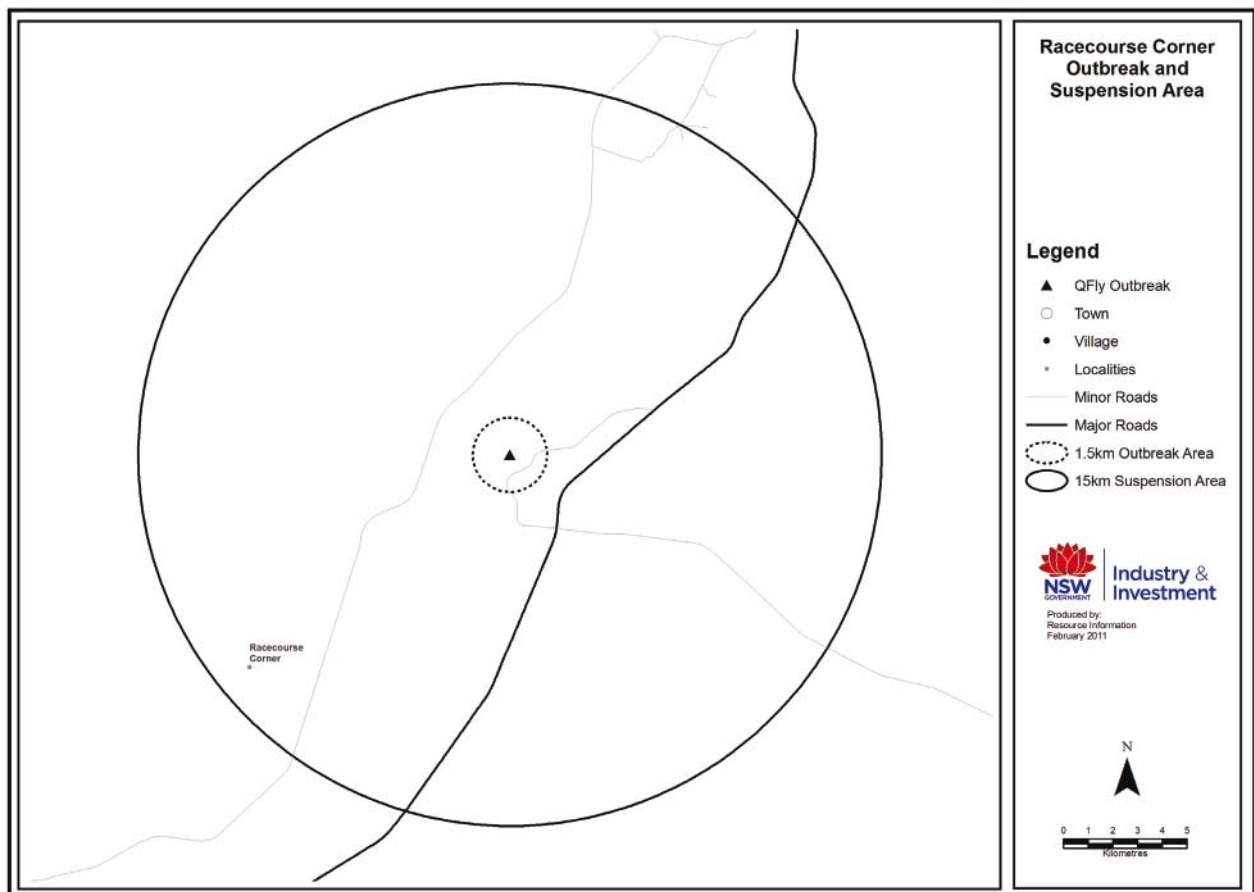 Racecourse Corner
Outbreak and
Suspension Area
Legend
QFly Outbreak
Town
Village
Localities
Minor Roads
Major Roads
1.5km Outbreak Area
15km Suspension Area
NSW
GOVERNMENT
Industry &
Investment
Produced by:
Resource Information
February 2011
N
0 1 2 3 4 5
Kilometres
Racecourse
Corner